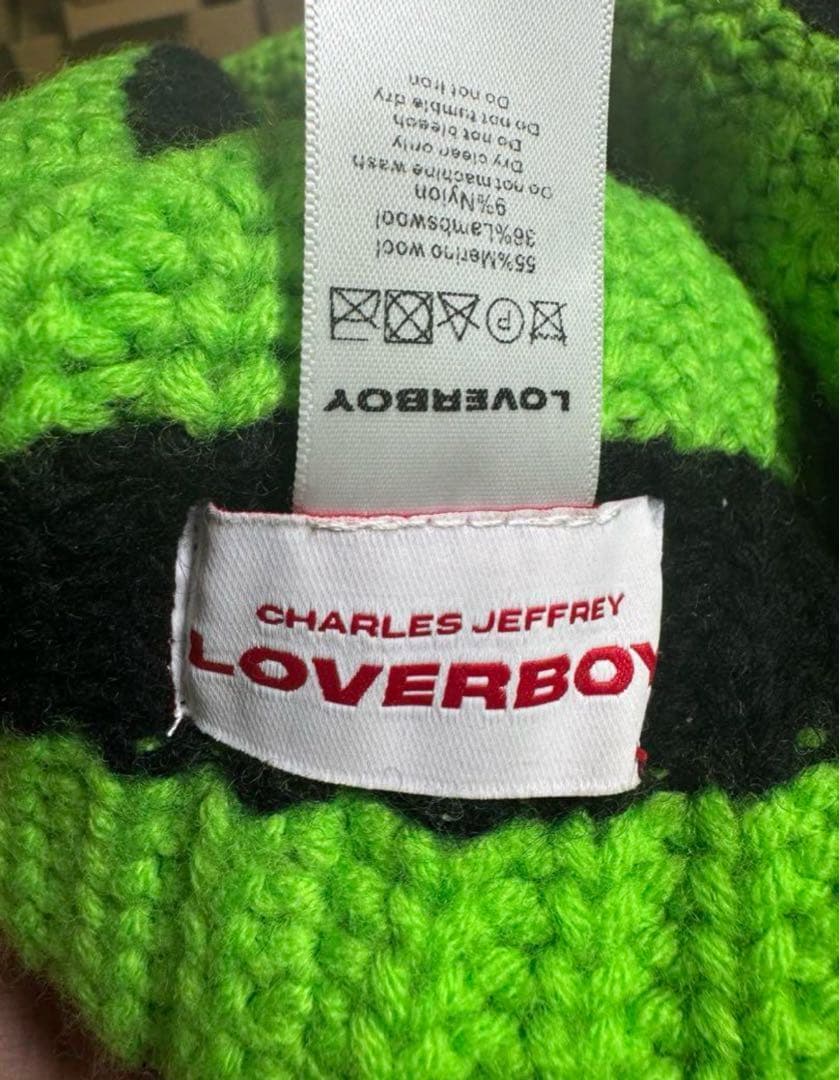 CHARLES JEFFREY
LOVERBOY
LOVERBOY
P
55%Merino wool
36%Lambswool
9%Nylon
Do not machine wash
Dry clean only
Do not bleach
Do not tumble dry
Do not Iron